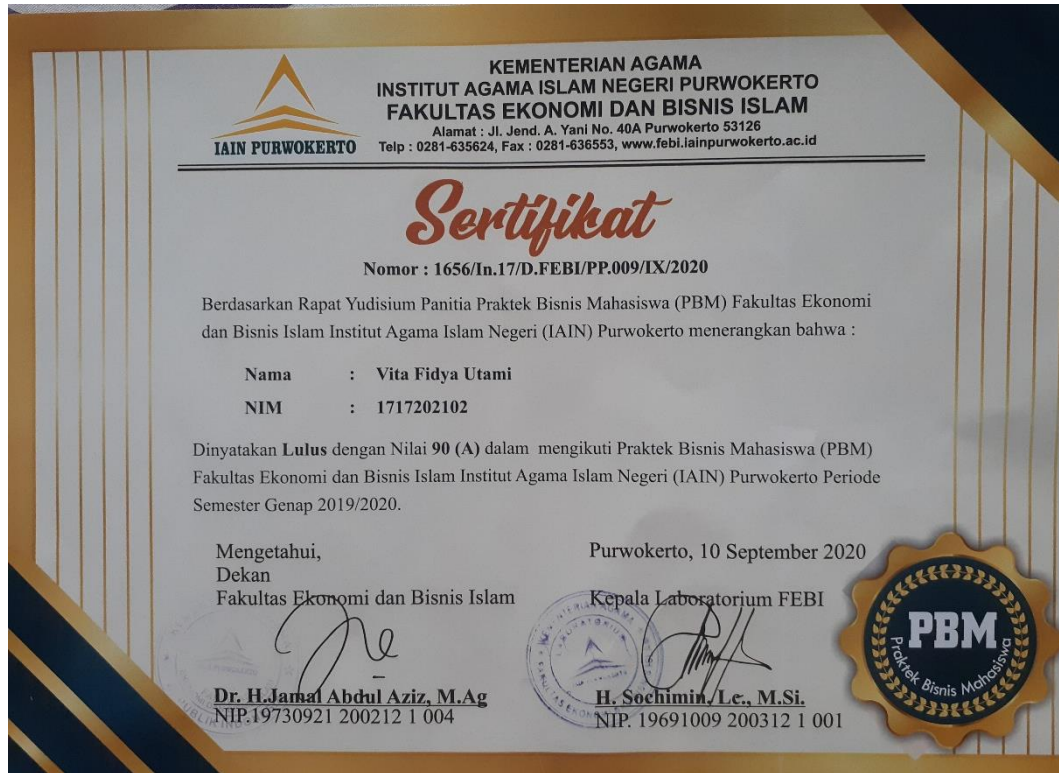 KEMENTERIAN AGAMA
INSTITUT AGAMA ISLAM NEGERI PURWOKERTO
FAKULTAS EKONOMI DAN BISNIS ISLAM
Alamat : Jl. Jend. A. Yani No. 40A Purwokerto 53126
Telp : 0281-635624, Fax : 0281-636553, www.febi.iainpurwokerto.ac.id
IAIN PURWOKERTO
Sertifikat
Nomor : 1656/In.17/D.FEBI/PP.009/IX/2020
Berdasarkan Rapat Yudisium Panitia Praktek Bisnis Mahasiswa (PBM) Fakultas Ekonomi
dan Bisnis Islam Institut Agama Islam Negeri (IAIN) Purwokerto menerangkan bahwa :
Nama : Vita Fidya Utami
NIM : 1717202102
Dinyatakan Lulus dengan Nilai 90 (A) dalam mengikuti Praktek Bisnis Mahasiswa (PBM)
Fakultas Ekonomi dan Bisnis Islam Institut Agama Islam Negeri (IAIN) Purwokerto Periode
Semester Genap 2019/2020.
Mengetahui,
Dekan
Fakultas Ekonomi dan Bisnis Islam
Dr. H.Jamal Abdul Aziz, M.Ag
NIP.19730921 200212 1 004
Purwokerto, 10 September 2020
Kepala Laboratorium FEBI
H. Sochimin, Lc., M.Si.
NIP. 19691009 200312 1 001
PBM
Praktek Bisnis Mahasiswa